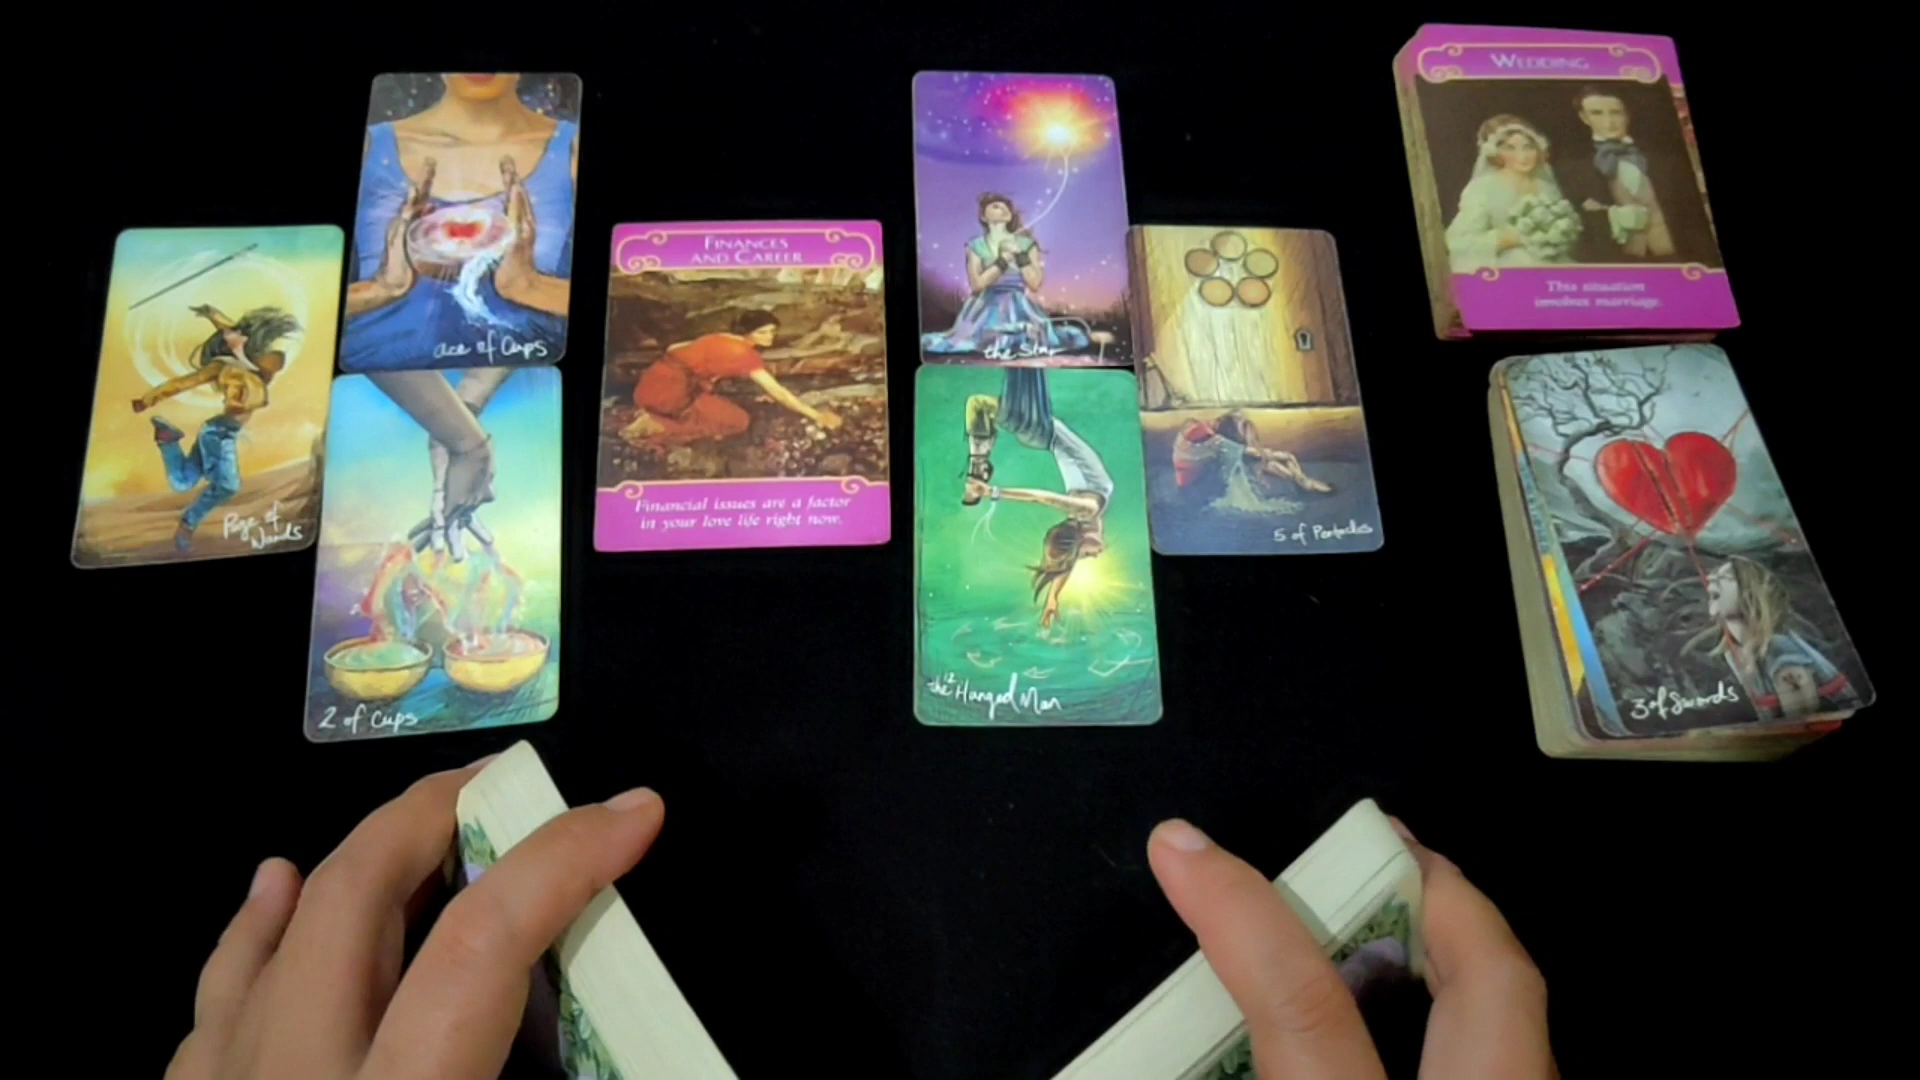 ace of Cups
Page of
Wands
2 of Cups
FINANCES
AND CAREER
Financial issues are a factor
in your love life right now.
the Star
12
the Hanged Man
5 of Pentacles
WEDDING
This situation
involves marriage.
3 of Swords